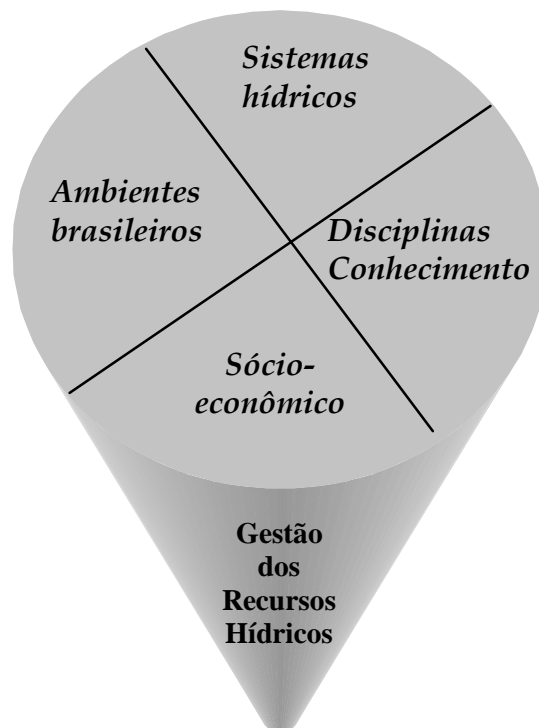 Sistemas
hídricos
Ambientes
brasileiros
Disciplinas
Conhecimento
Sócio-
econômico
Gestão
dos
Recursos
Hídricos